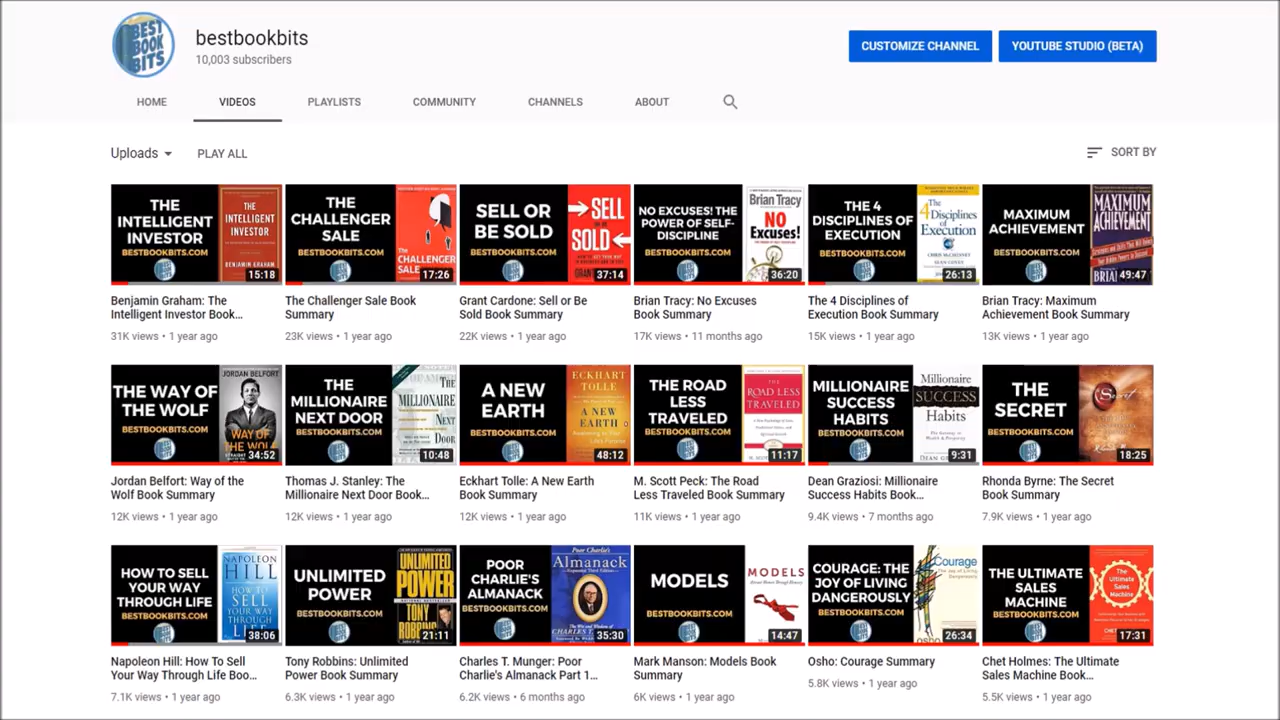 BEST
BOOK
BITS
bestbookbits
10,003 subscribers
CUSTOMIZE CHANNEL
YOUTUBE STUDIO (BETA)
HOME
VIDEOS
PLAYLISTS
COMMUNITY
CHANNELS
ABOUT
Uploads
PLAY ALL
SORT BY
THE
INTELLIGENT
INVESTOR
BESTBOOKBITS.COM
THE
INTELLIGENT
INVESTOR
BENJAMIN GRAHAM
15:18
Benjamin Graham: The
Intelligent Investor Book…
31K views • 1 year ago
THE
CHALLENGER
SALE
BESTBOOKBITS.COM
The
Challenger
Sale
17:26
The Challenger Sale Book
Summary
23K views • 1 year ago
SELL OR
BE SOLD
BESTBOOKBITS.COM
SELL
SOLD
37:14
Grant Cardone: Sell or Be
Sold Book Summary
22K views • 1 year ago
NO EXCUSES! THE
POWER OF SELF-
DISCIPLINE
BESTBOOKBITS.COM
Brian Tracy
NO
Excuses!
36:20
Brian Tracy: No Excuses
Book Summary
17K views • 11 months ago
THE 4
DISCIPLINES OF
EXECUTION
BESTBOOKBITS.COM
The
4 Disciplines
of Execution
26:13
The 4 Disciplines of
Execution Book Summary
15K views • 1 year ago
MAXIMUM
ACHIEVEMENT
BESTBOOKBITS.COM
MAXIMUM
ACHIEVEMENT
49:47
Brian Tracy: Maximum
Achievement Book Summary
13K views • 1 year ago
THE WAY OF
THE WOLF
BESTBOOKBITS.COM
JORDAN BELFORT
WAY OF
34:52
Jordan Belfort: Way of the
Wolf Book Summary
12K views • 1 year ago
THE
MILLIONAIRE
NEXT DOOR
BESTBOOKBITS.COM
The
Millionaire
Next
Door
10:48
Thomas J. Stanley: The
Millionaire Next Door Book…
12K views • 1 year ago
A NEW
EARTH
BESTBOOKBITS.COM
ECKHART
TOLLE
A NEW
EARTH
48:12
Eckhart Tolle: A New Earth
Book Summary
12K views • 1 year ago
THE ROAD
LESS
TRAVELED
BESTBOOKBITS.COM
THE
ROAD LESS
TRAVELED
11:17
M. Scott Peck: The Road
Less Traveled Book Summary
11K views • 1 year ago
MILLIONAIRE
SUCCESS
HABITS
BESTBOOKBITS.COM
Millionaire
SUCCESS
Habits
DEAN GRAZIOSI
9:31
Dean Graziosi: Millionaire
Success Habits Book…
9.4K views • 7 months ago
THE
SECRET
BESTBOOKBITS.COM
Secret
18:25
Rhonda Byrne: The Secret
Book Summary
7.9K views • 1 year ago
HOW TO SELL
YOUR WAY
THROUGH LIFE
BESTBOOKBITS.COM
NAPOLEON
HILL
HOW TO
SELL
YOUR WAY
THROUGH
LIFE
38:06
Napoleon Hill: How To Sell
Your Way Through Life Boo…
7.1K views • 1 year ago
UNLIMITED
POWER
BESTBOOKBITS.COM
UNLIMITED
POWER
TONY
ROBBINS
21:11
Tony Robbins: Unlimited
Power Book Summary
6.3K views • 1 year ago
POOR
CHARLIE'S
ALMANACK
BESTBOOKBITS.COM
Poor Charlie's
Almanack
35:30
Charles T. Munger: Poor
Charlie's Almanack Part 1…
6.2K views • 6 months ago
MODELS
BESTBOOKBITS.COM
MODELS
14:47
Mark Manson: Models Book
Summary
6K views • 1 year ago
COURAGE: THE
JOY OF LIVING
DANGEROUSLY
BESTBOOKBITS.COM
Courage
26:34
Osho: Courage Summary
5.8K views • 1 year ago
THE ULTIMATE
SALES
MACHINE
BESTBOOKBITS.COM
The
Ultimate
Sales
Machine
17:31
Chet Holmes: The Ultimate
Sales Machine Book…
5.5K views • 1 year ago